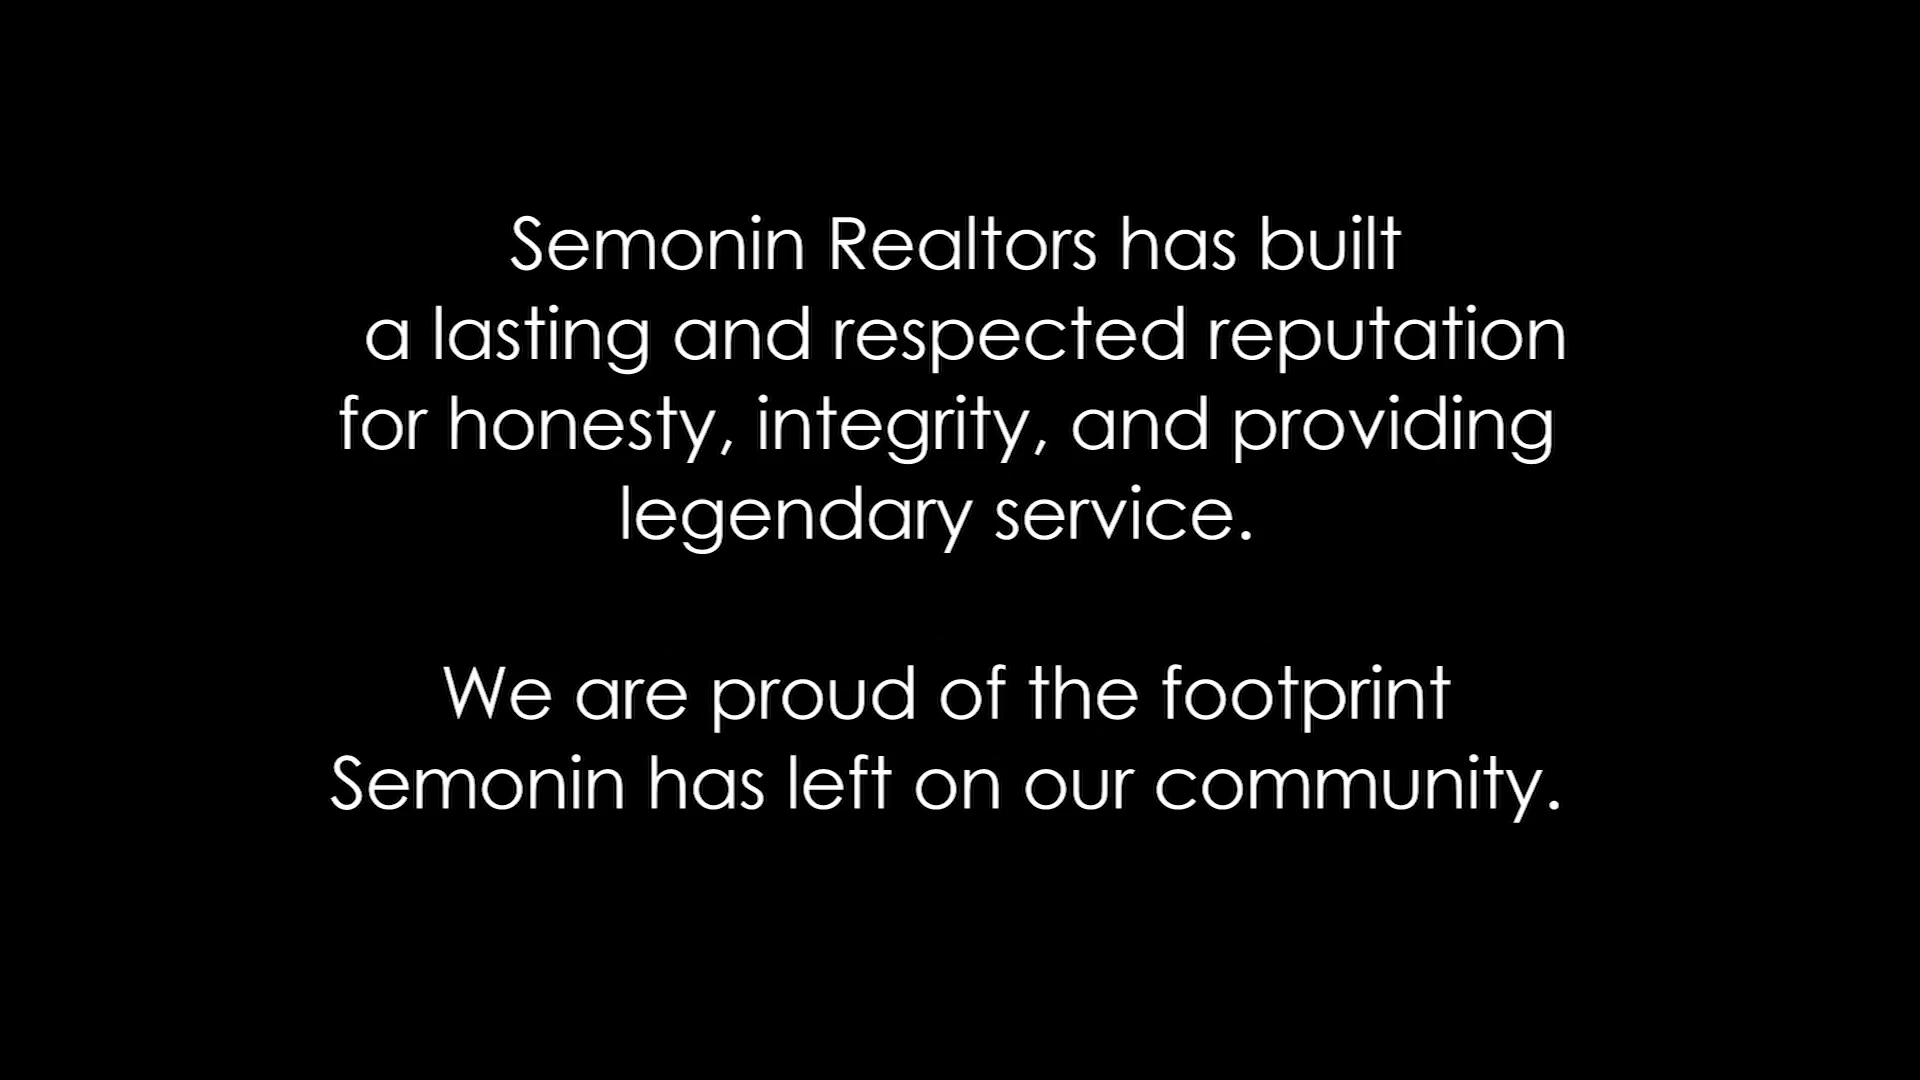 Semonin Realtors has built
a lasting and respected reputation
for honesty, integrity, and providing
legendary service.
We are proud of the footprint
Semonin has left on our community.